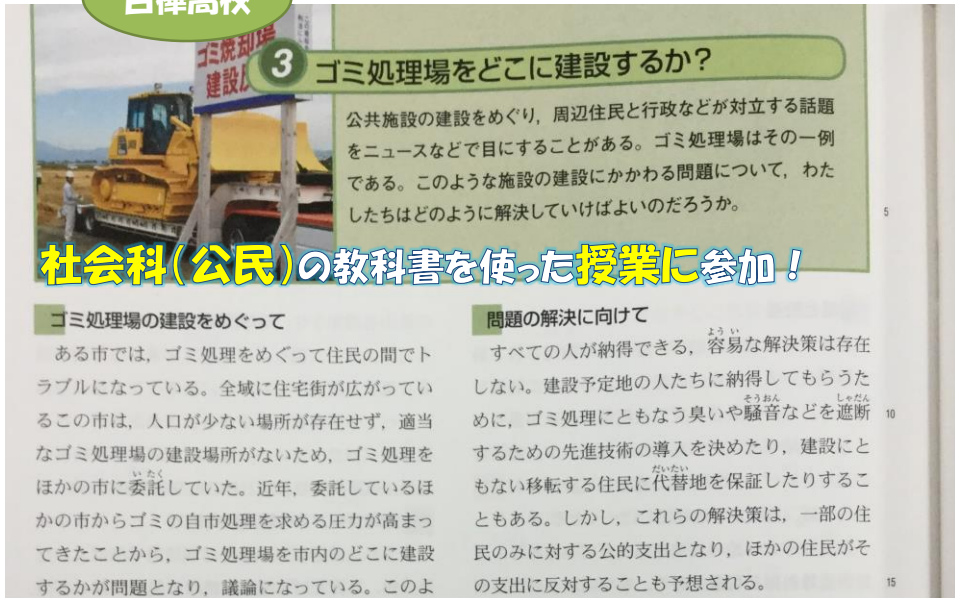 白樺高校
ゴミ焼却場
建設反
3 ゴミ処理場をどこに建設するか?
公共施設の建設をめぐり，周辺住民と行政などが対立する話題
をニュースなどで目にすることがある。ゴミ処理場はその一例
である。このような施設の建設にかかわる問題について，わた
したちはどのように解決していけばよいのだろうか。
5
社会科(公民)の教科書を使った授業に参加！
ゴミ処理場の建設をめぐって
ある市では，ゴミ処理をめぐって住民の間でト
ラブルになっている。全域に住宅街が広がってい
るこの市は，人口が少ない場所が存在せず，適当
なゴミ処理場の建設場所がないため，ゴミ処理を
いたく
ほかの市に委託していた。近年，委託しているほ
かの市からゴミの自市処理を求める圧力が高まっ
てきたことから，ゴミ処理場を市内のどこに建設
するかが問題となり，議論になっている。このよ
問題の解決に向けて
ようい
すべての人が納得できる，容易な解決策は存在
しない。建設予定地の人たちに納得してもらうた
そうおん しゃだん
めに，ゴミ処理にともなう臭いや騒音などを遮断
10
するための先進技術の導入を決めたり，建設にと
だいたい
もない移転する住民に代替地を保証したりするこ
ともある。しかし，これらの解決策は，一部の住
民のみに対する公的支出となり，ほかの住民がそ
の支出に反対することも予想される。
15